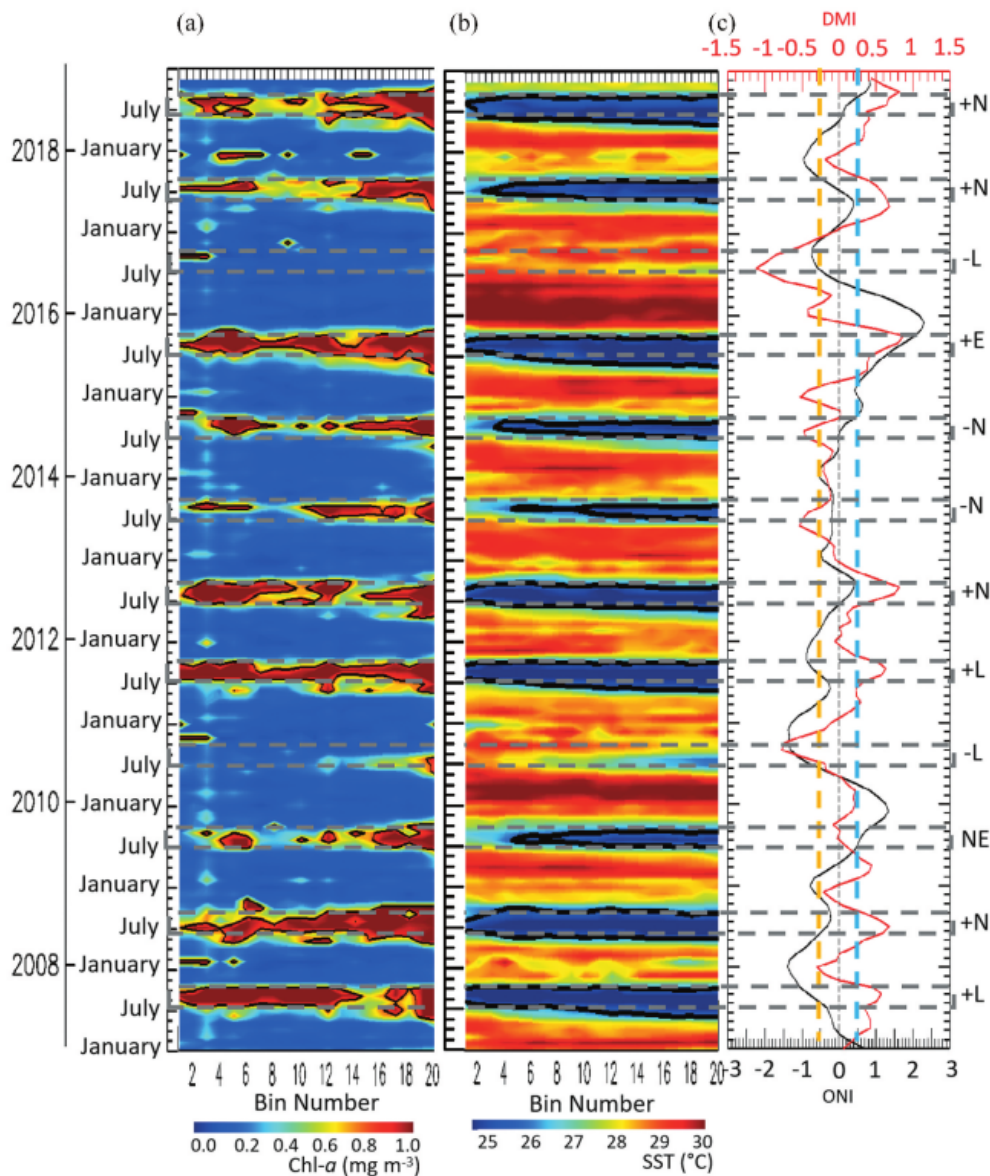 (a) (b) (c)
DMI
-1.5 -1 -0.5 0 0.5 1 1.5
July +N
2018 January
July +N
January
July -L
2016 January
July +E
January
July -N
2014 January
July -N
January
July +N
2012 January
July +L
January
July -L
2010 January
July NE
January
July +N
2008 January
July +L
January
2 4 6 8 10 12 14 16 18 20 2 4 6 8 10 12 14 16 18 20 -3 -2 -1 0 1 2 3
Bin Number Bin Number ONI
0.0 0.2 0.4 0.6 0.8 1.0 25 26 27 28 29 30
Chl-a (mg m-3) SST (°C)